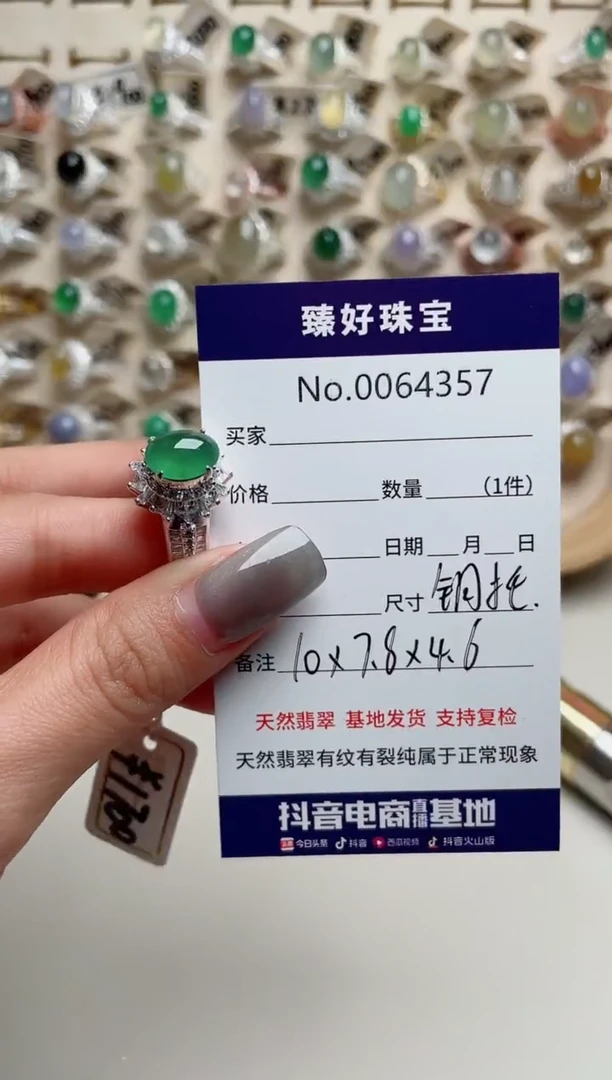 臻好珠宝
No.0064357
买家
价格 数量 (1件)
日期 月 日
尺寸 铜托.
备注 10×7.8×4.6
天然翡翠 基地发货 支持复检
天然翡翠有纹有裂纯属于正常现象
抖音电商直播基地
今日头条 抖音 西瓜视频 抖音火山版